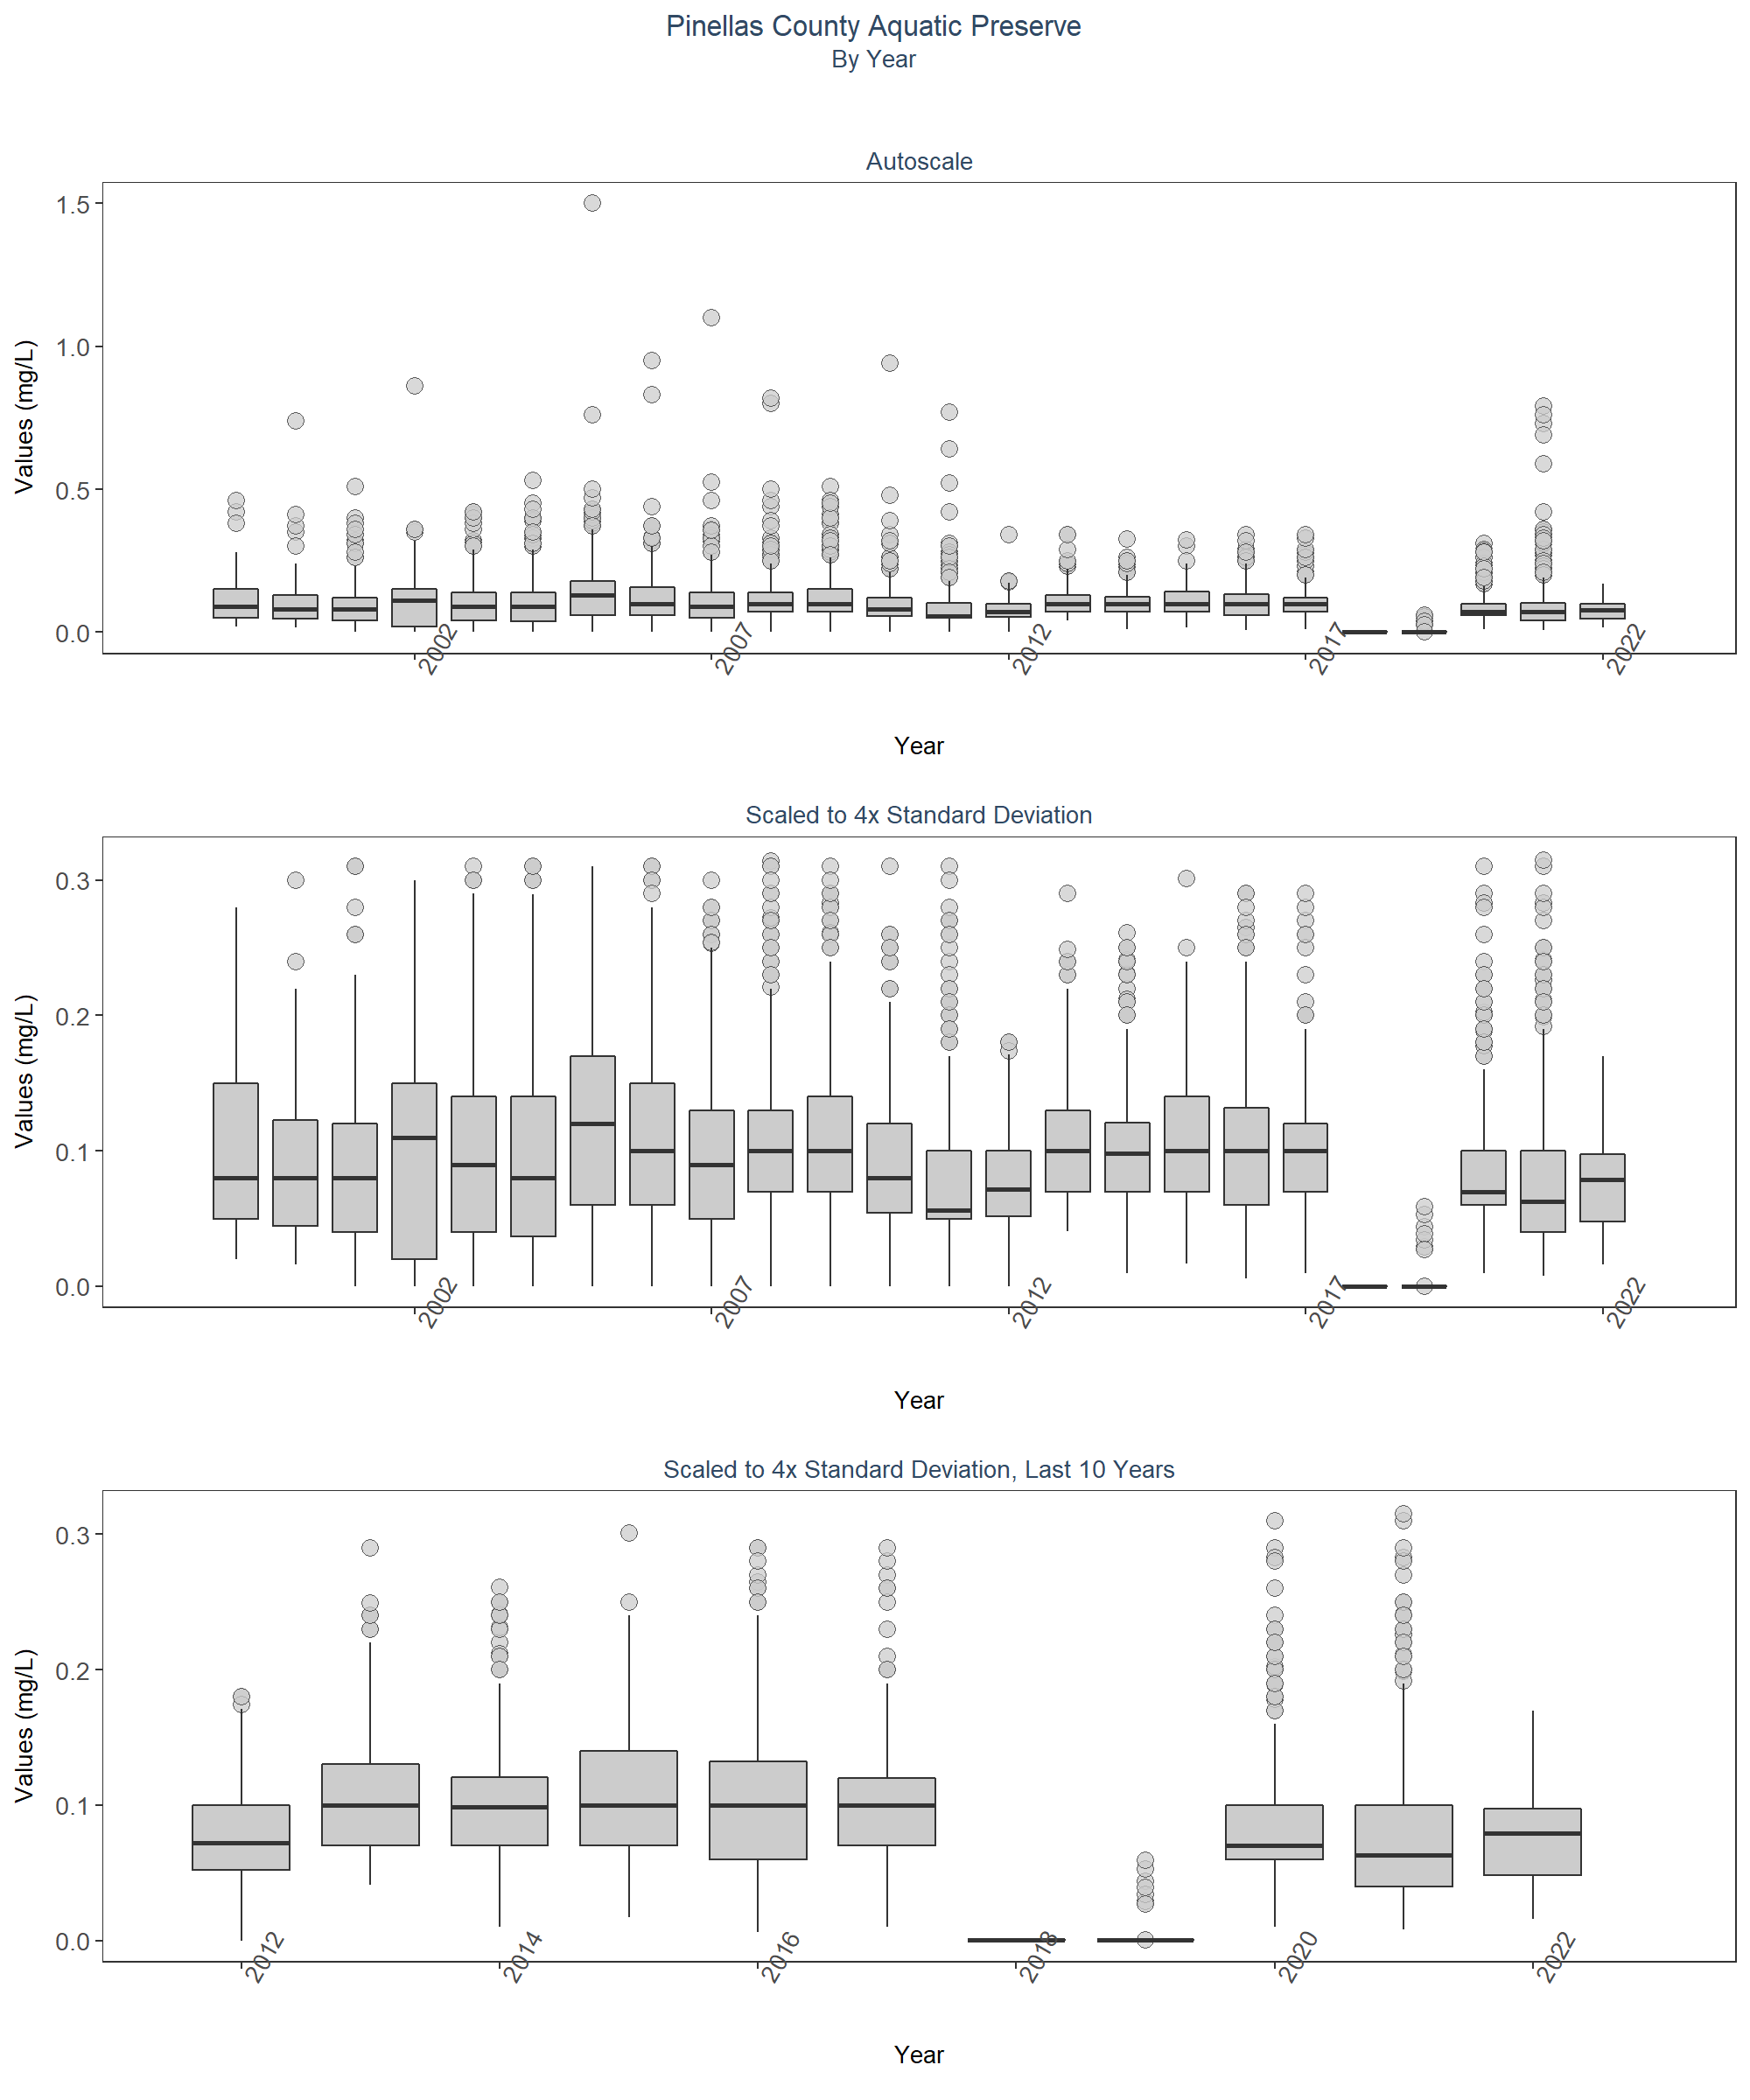 Pinellas County Aquatic Preserve
By Year
Autoscale
Values (mg/L)
1.5
1.0
0.5
0.0
2002
2007
2012
2017
2022
Year
Scaled to 4x Standard Deviation
Values (mg/L)
0.3
0.2
0.1
0.0
2002
2007
2012
2017
2022
Year
Scaled to 4x Standard Deviation, Last 10 Years
Values (mg/L)
0.3
0.2
0.1
0.0
2012
2014
2016
2018
2020
2022
Year